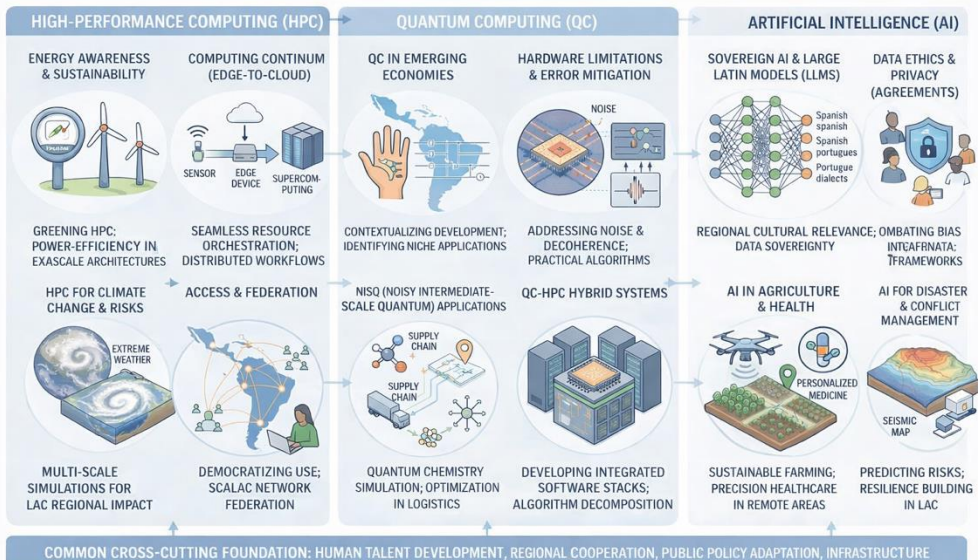 HIGH-PERFORMANCE COMPUTING (HPC)
ENERGY AWARENESS
& SUSTAINABILITY
GREENING HPC:
POWER-EFFICIENCY IN
EXASCALE ARCHITECTURES
COMPUTING CONTINUM
(EDGE-TO-CLOUD)
SENSOR
EDGE
DEVICE
SUPERCOM-
PUTING
SEAMLESS RESOURCE
ORCHESTRATION;
DISTRIBUTED WORKFLOWS
HPC FOR CLIMATE
CHANGE & RISKS
EXTREME
WEATHER
MULTI-SCALE
SIMULATIONS FOR
LAC REGIONAL IMPACT
ACCESS & FEDERATION
DEMOCRATIZING USE;
SCALAC NETWORK
FEDERATION
QUANTUM COMPUTING (QC)
QC IN EMERGING
ECONOMIES
CONTEXTUALIZING DEVELOPMENT;
IDENTIFYING NICHE APPLICATIONS
HARDWARE LIMITATIONS
& ERROR MITIGATION
NOISE
ADDRESSING NOISE &
DECOHERENCE;
PRACTICAL ALGORITHMS
NISQ (NOISY INTERMEDIATE-
SCALE QUANTUM) APPLICATIONS
SUPPLY
CHAIN
SUPPLY
CHAIN
QUANTUM CHEMISTRY
SIMULATION; OPTIMIZATION
IN LOGISTICS
QC-HPC HYBRID SYSTEMS
DEVELOPING INTEGRATED
SOFTWARE STACKS;
ALGORITHM DECOMPOSITION
ARTIFICIAL INTELLIGENCE (AI)
SOVEREIGN AI & LARGE
LATIN MODELS (LLMS)
Spanish
spanish
Spanish
portugues
Portugue
dialects
REGIONAL CULTURAL RELEVANCE;
DATA SOVEREIGNTY
DATA ETHICS &
PRIVACY
(AGREEMENTS)
OMBATING BIAS
AI IN AGRICULTURE
& HEALTH
PERSONALIZED
MEDICINE
SUSTAINABLE FARMING;
PRECISION HEALTHCARE
IN REMOTE AREAS
AI FOR DISASTER
& CONFLICT
MANAGEMENT
SEISMIC
MAP
PREDICTING RISKS;
RESILIENCE BUILDING
IN LAC
COMMON CROSS-CUTTING FOUNDATION: HUMAN TALENT DEVELOPMENT, REGIONAL COOPERATION, PUBLIC POLICY ADAPTATION, INFRASTRUCTURE